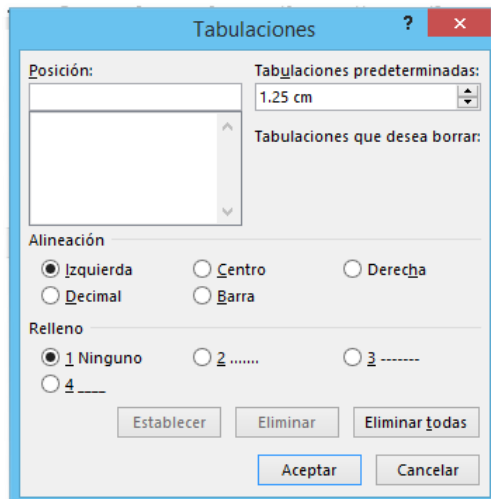 Tabulaciones ? ×
Posición: Tabulaciones predeterminadas:
1.25 cm
Tabulaciones que desea borrar:
Alineación
Izquierda Centro Derecha
Decimal Barra
Relleno
1 Ninguno 2 ....... 3 -------
4 ____
Establecer Eliminar Eliminar todas
Aceptar Cancelar